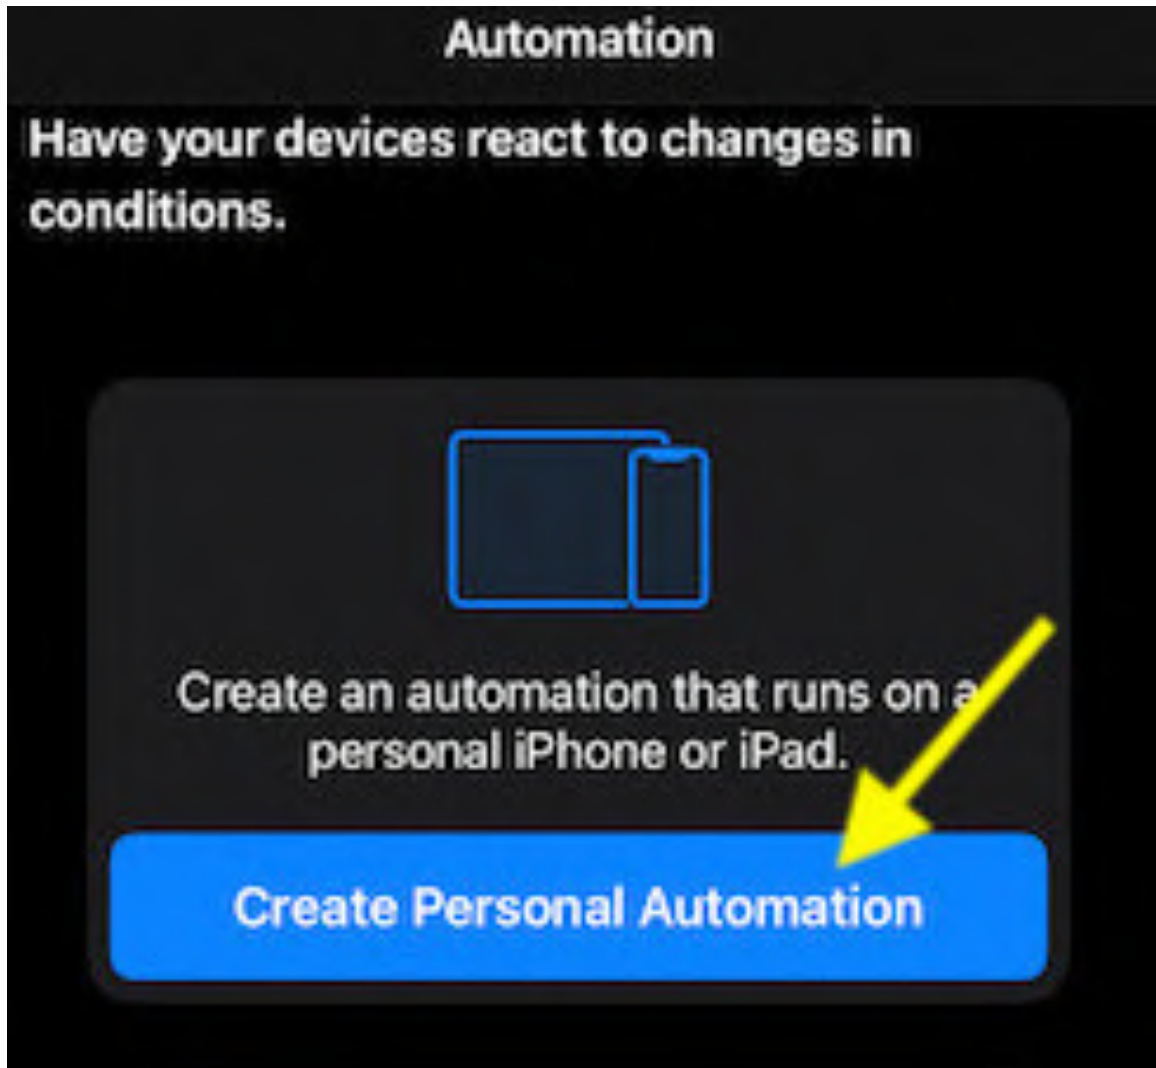 Automation
Have your devices react to changes in
conditions.
Create an automation that runs on a
personal iPhone or iPad.
Create Personal Automation